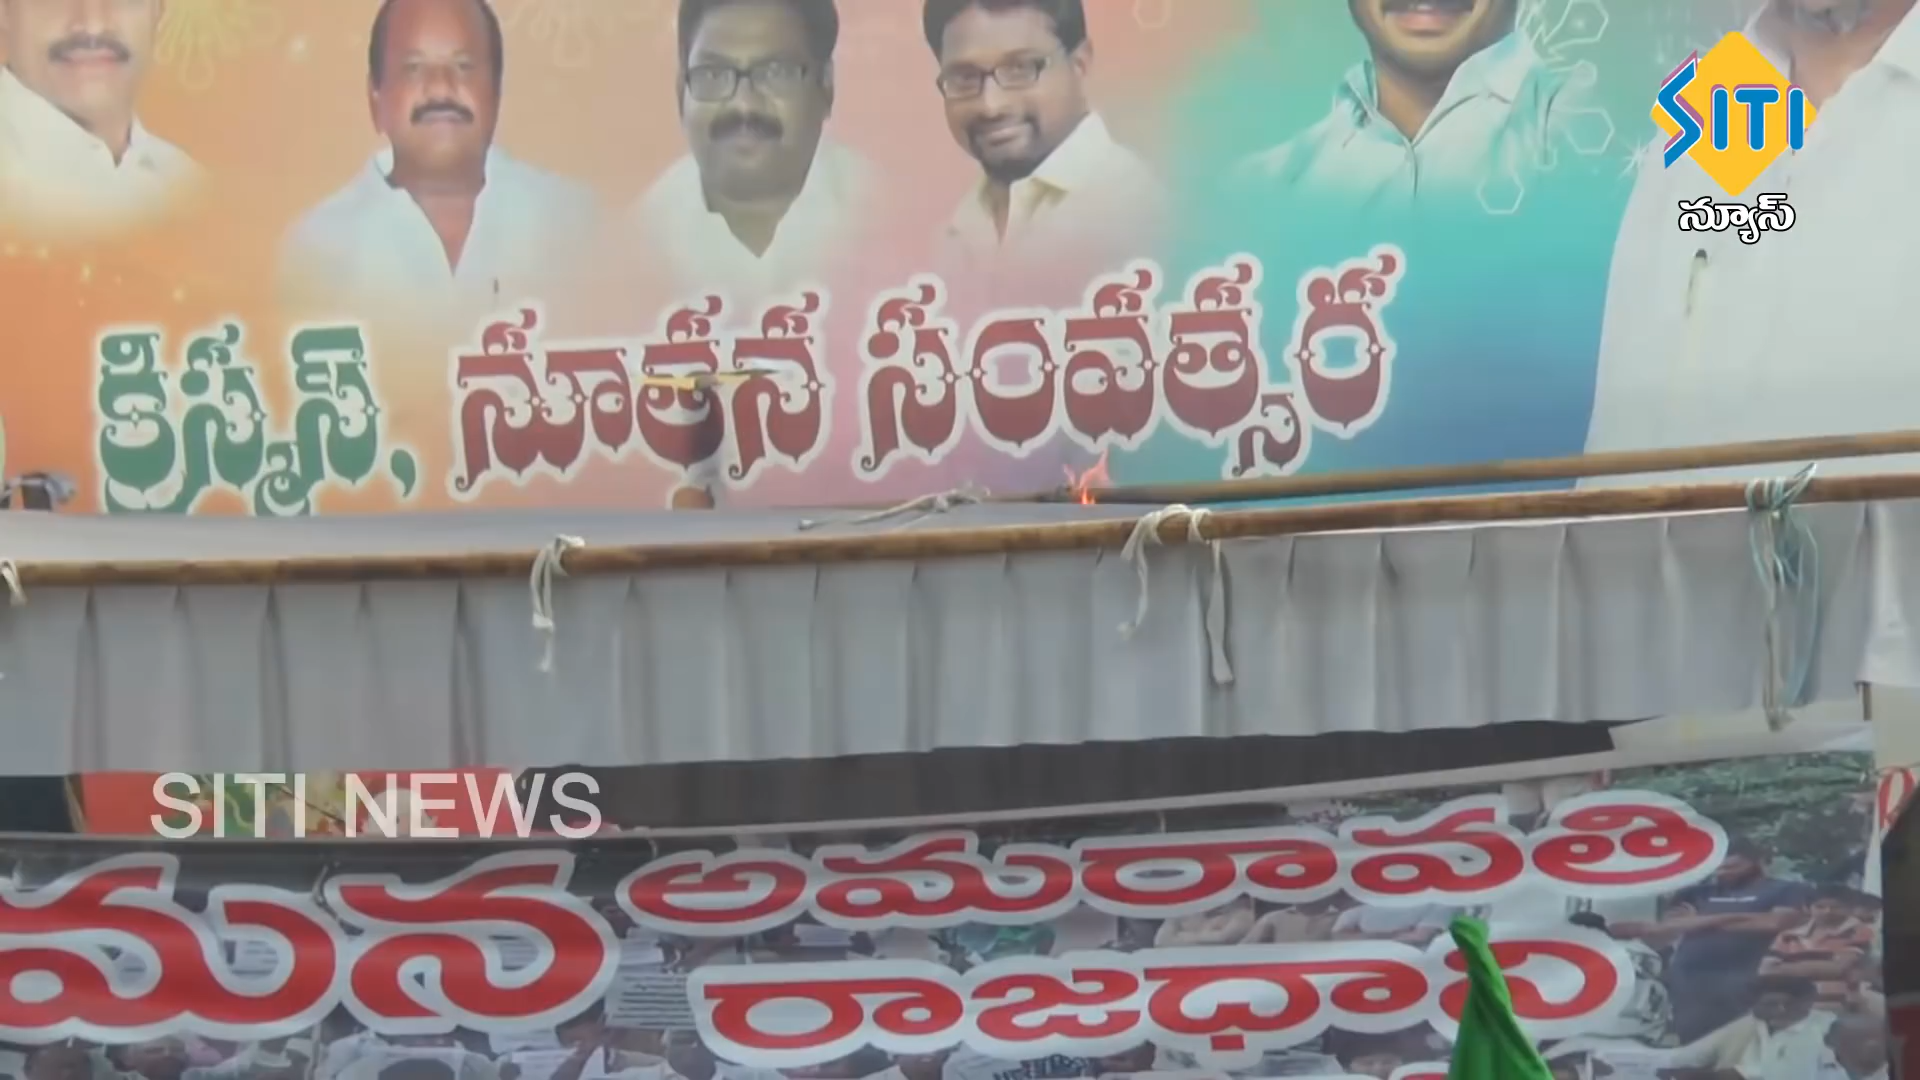 SITI
న్యూస్
క్రిస్మస్, నూతన సంవత్సర
SITI NEWS
మన అమరావతి
రాజధాని